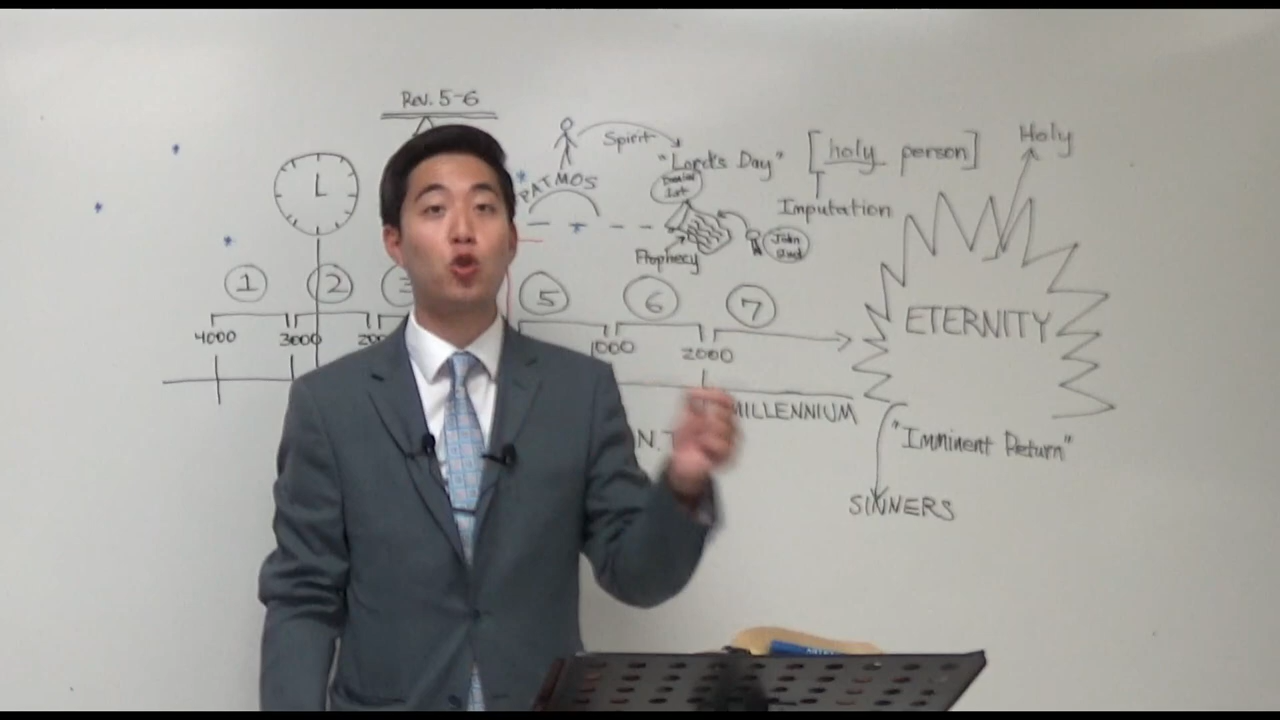 Rev. 5-6
Spirit
"Lord's Day"
[holy person]
Holy
PATMOS
Imputation
Prophecy
John
1
2
3
5
6
7
ETERNITY
4000
3000
1000
2000
MILLENNIUM
N.T
"Imminent Return"
SINNERS